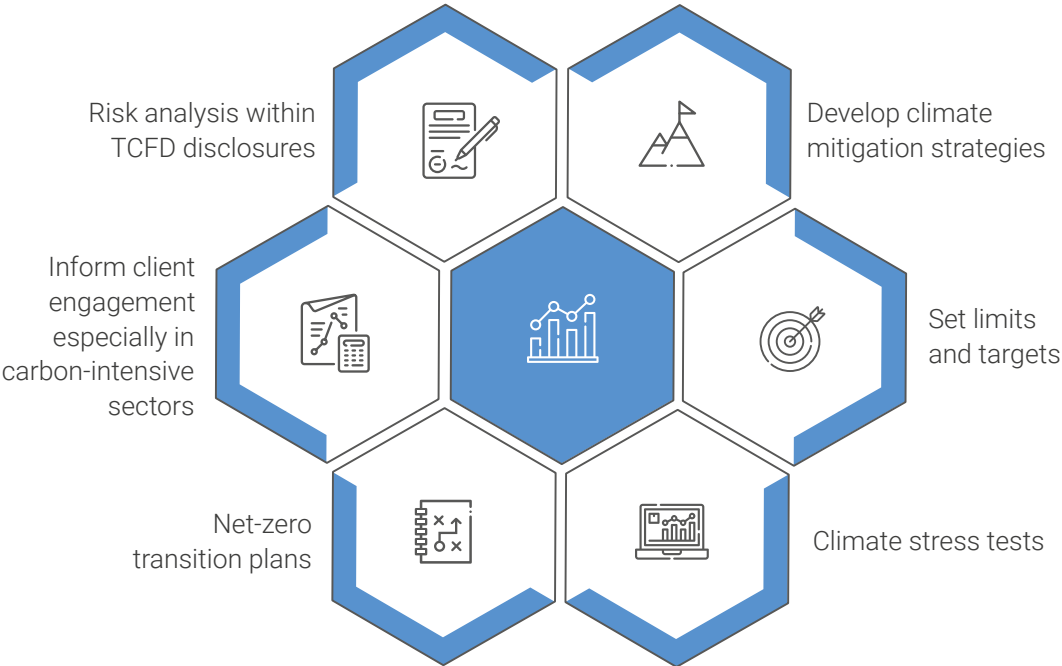 Risk analysis within
TCFD disclosures
Develop climate
mitigation strategies
Inform client
engagement
especially in
carbon-intensive
sectors
Set limits
and targets
Net-zero
transition plans
Climate stress tests